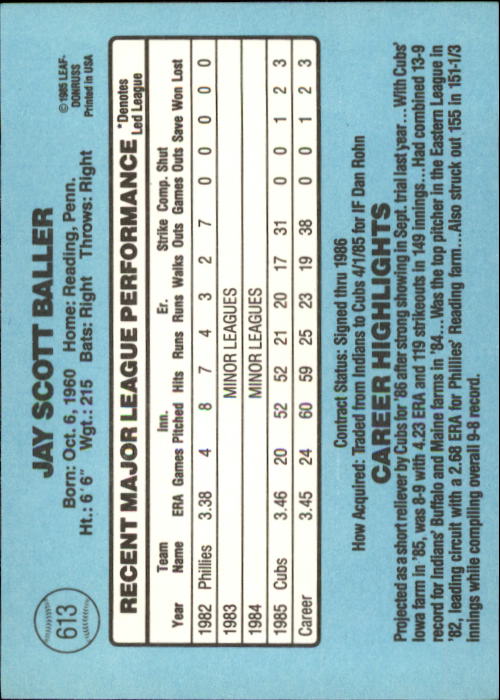 613
JAY SCOTT BALLER
Born: Oct. 6, 1960 Home: Reading, Penn.
Ht.: 6'6" Wgt.: 215 Bats: Right Throws: Right
©1985 LEAF-
DONRUSS
Printed in USA
RECENT MAJOR LEAGUE PERFORMANCE
*Denotes
Led League
Team Inn. Er. Strike Comp. Shut
Year Name ERA Games Pitched Hits Runs Runs Walks Outs Games Outs Save Won Lost
1982 Phillies 3.38 4 8 7 4 3 2 7 0 0 0 0 0
1983 MINOR LEAGUES
1984 MINOR LEAGUES
1985 Cubs 3.46 20 52 52 21 20 17 31 0 0 1 2 3
Career 3.45 24 60 59 25 23 19 38 0 0 1 2 3
Contract Status: Signed thru 1986
How Acquired: Traded from Indians to Cubs 4/1/85 for IF Dan Rohn
CAREER HIGHLIGHTS
Projected as a short reliever by Cubs for '86 after strong showing in Sept. trial last year...With Cubs'
Iowa farm in '85, was 8-9 with 4.23 ERA and 119 strikeouts in 149 innings...Had combined 13-9
record for Indians' Buffalo and Maine farms in '84...Was the top pitcher in the Eastern League in
'82, leading circuit with a 2.68 ERA for Phillies' Reading farm...Also struck out 155 in 151-1/3
innings while compiling overall 9-8 record.